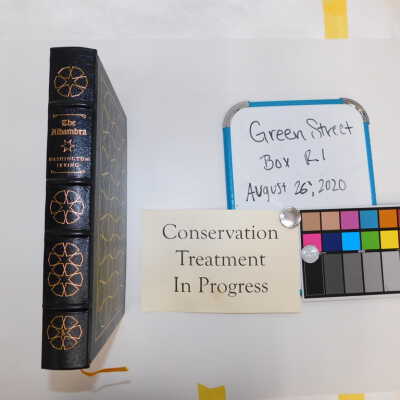 The
Alhambra
WASHINGTON
IRVING
Green Street
Box R1
August 26, 2020
Conservation
Treatment
In Progress